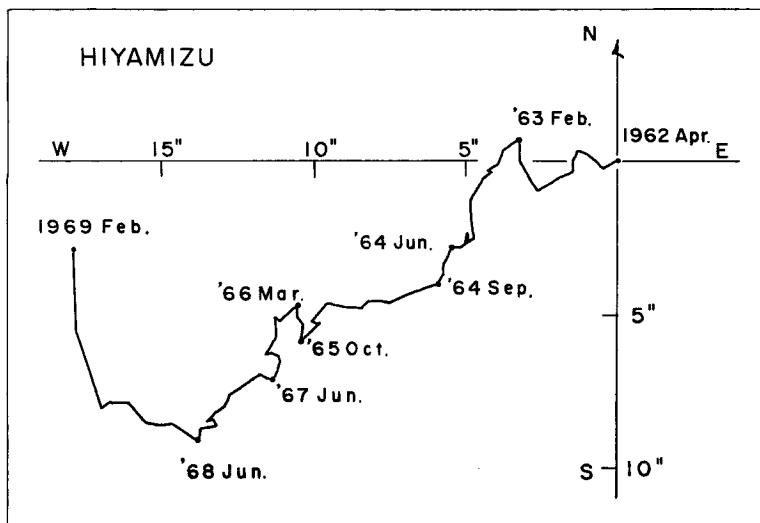 HIYAMIZU
N
'63 Feb.
1962 Apr.
W 15" 10" 5" E
1969 Feb.
'64 Jun.
'66 Mar.
'64 Sep.
5"
'65 Oct.
'67 Jun.
'68 Jun.
S 10"